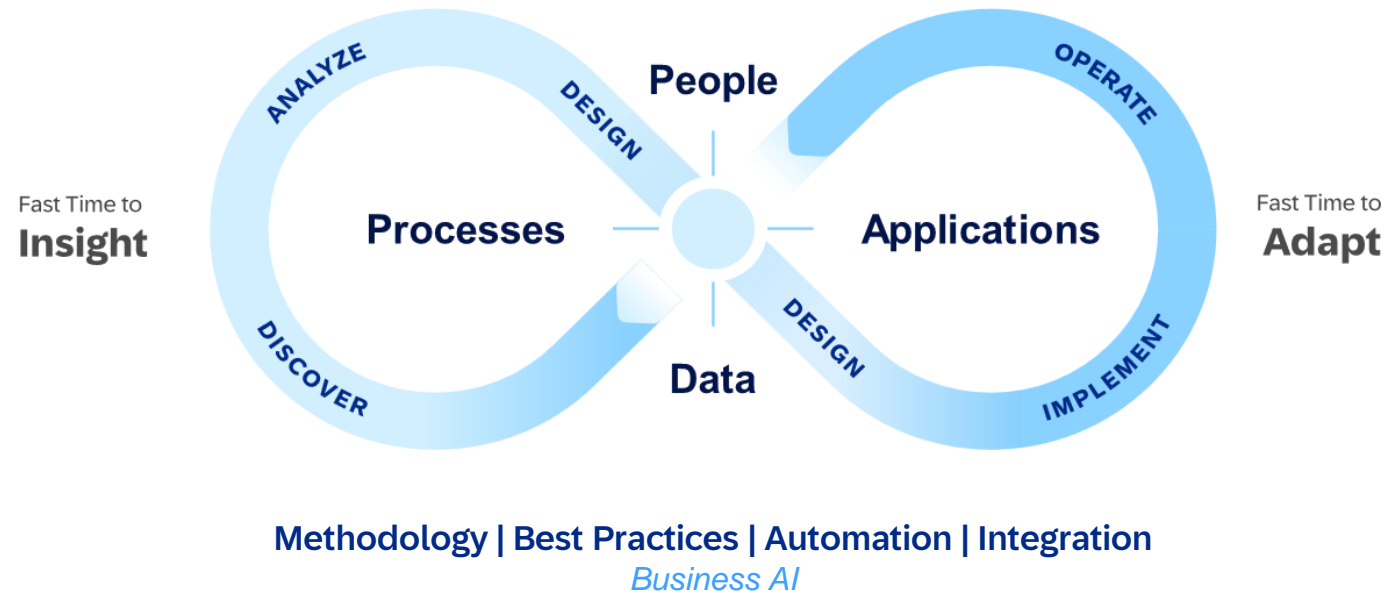 People
ANALYZE
DESIGN
OPERATE
Fast Time to
Insight
Processes
Applications
Fast Time to
Adapt
DISCOVER
Data
DESIGN
IMPLEMENT
Methodology | Best Practices | Automation | Integration
Business AI